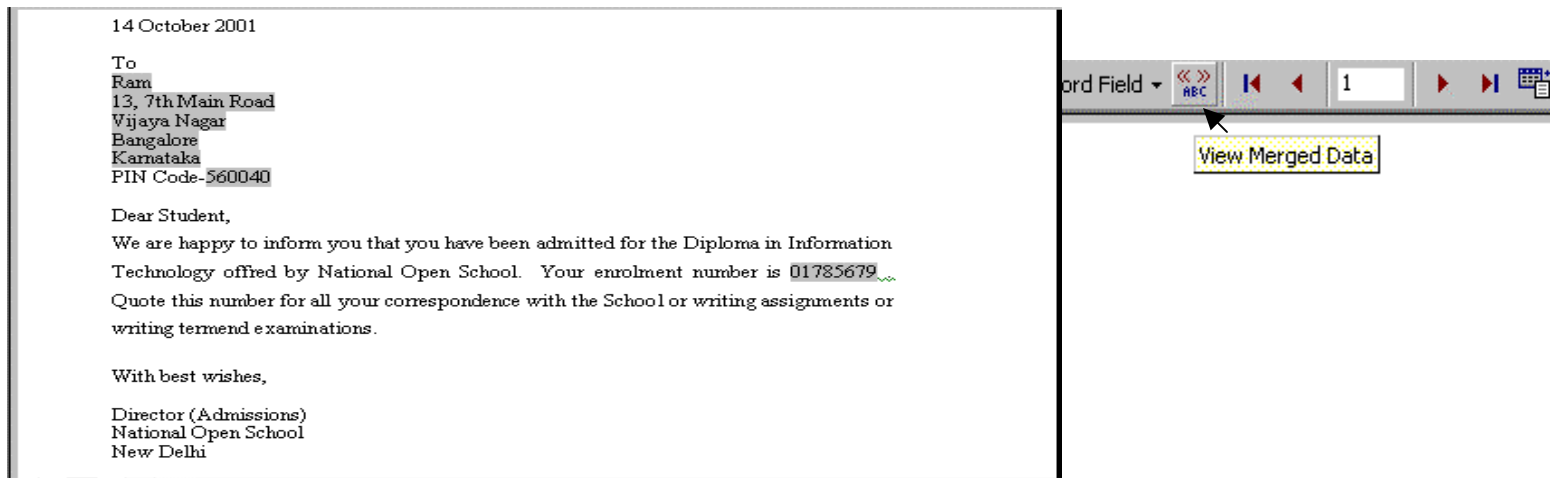 14 October 2001
To
Ram
13, 7th Main Road
Vijaya Nagar
Bangalore
Karnataka
PIN Code-560040
Dear Student,
We are happy to inform you that you have been admitted for the Diploma in Information
Technology offred by National Open School. Your enrolment number is 01785679
Quote this number for all your correspondence with the School or writing assignments or
writing termend examinations.
With best wishes,
Director (Admissions)
National Open School
New Delhi
ord Field
« »
ABC
1
View Merged Data